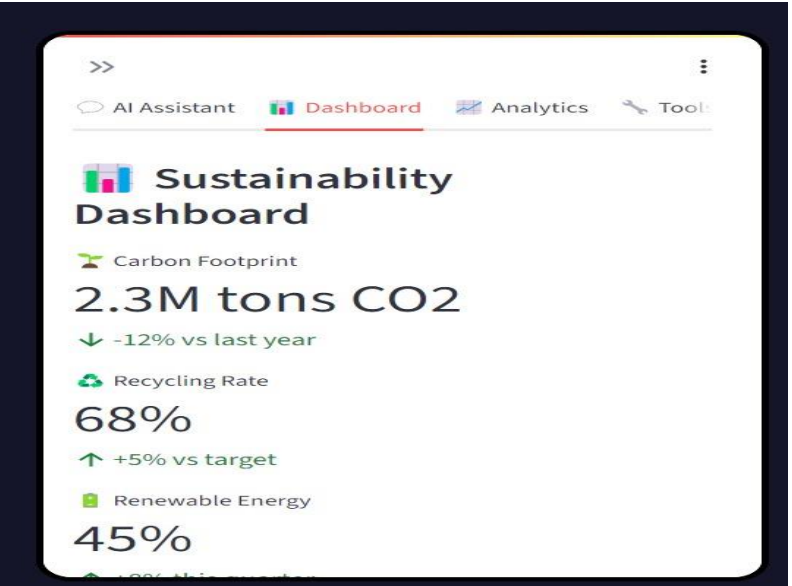 AI Assistant Dashboard Analytics Tool
Sustainability
Dashboard
Carbon Footprint
2.3M tons CO2
-12% vs last year
Recycling Rate
68%
+5% vs target
Renewable Energy
45%